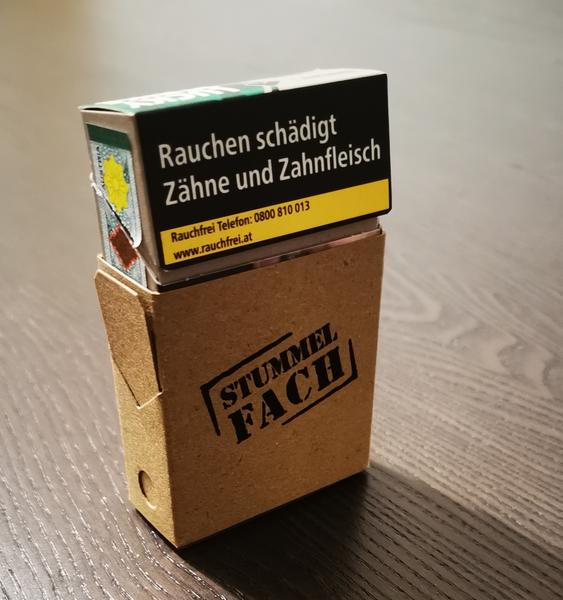 Rauchen schädigt
Zähne und Zahnfleisch
Rauchfrei Telefon: 0800 810 013
www.rauchfrei.at
STUMMEL
FACH